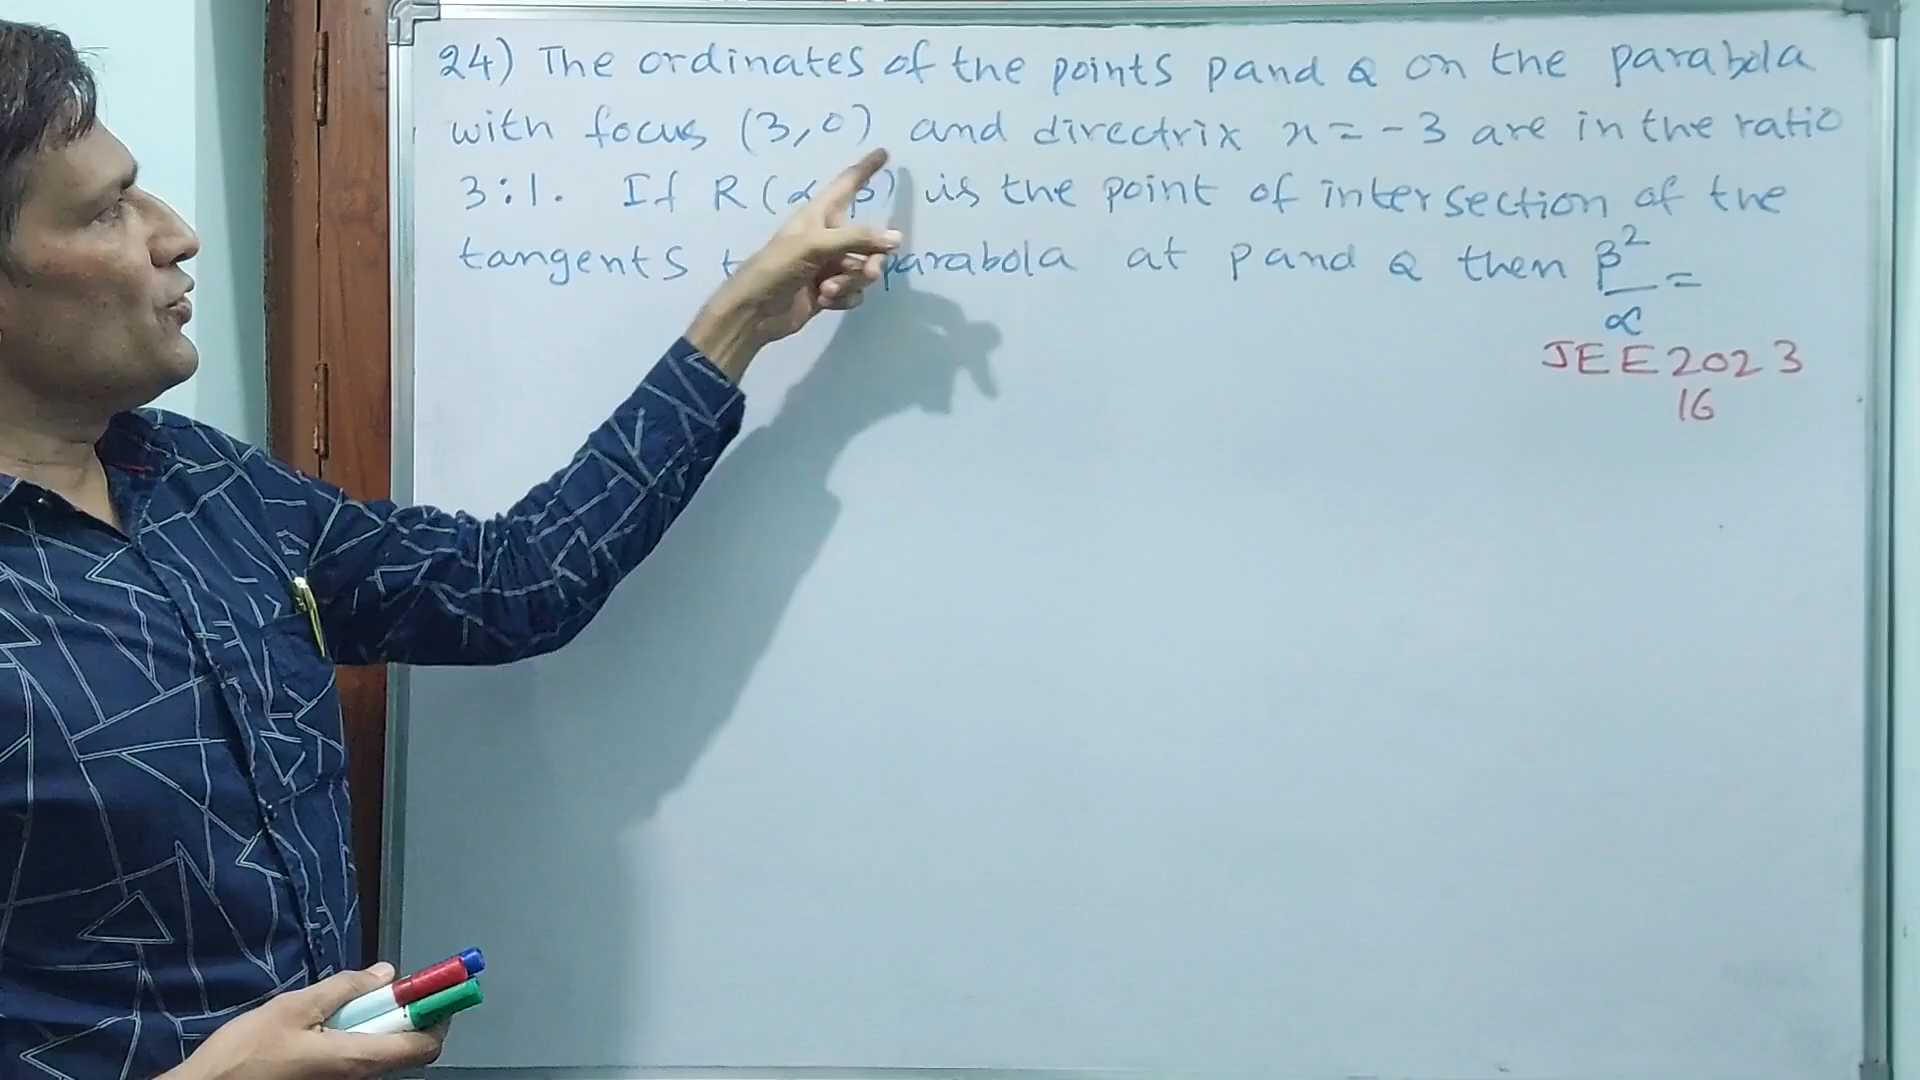 24) The ordinates of the points P and Q on the parabola
with focus (3,0) and directrix x = -3 are in the ratio
3:1. If R(α β) is the point of intersection of the
tangents parabola at P and Q then β²/α =
JEE 2023
16